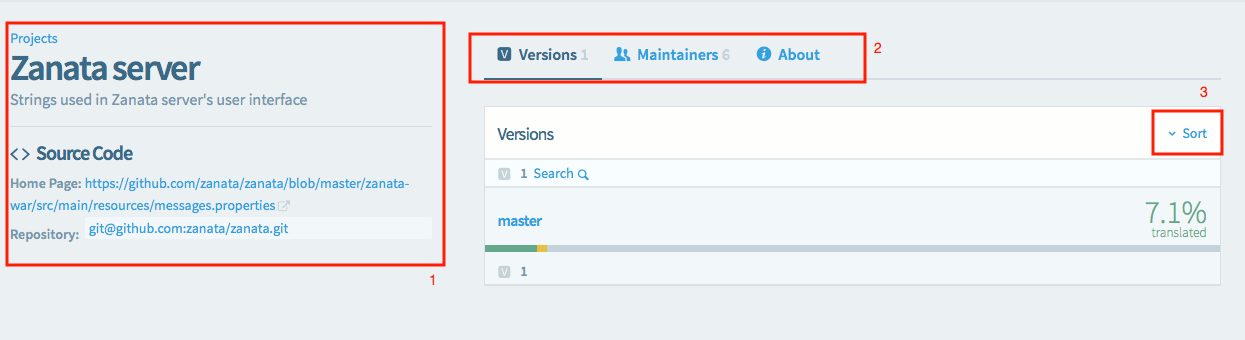 Projects
Zanata server
Strings used in Zanata server's user interface
Source Code
Home Page: https://github.com/zanata/zanata/blob/master/zanata-
war/src/main/resources/messages.properties
Repository: git@github.com:zanata/zanata.git
1
V Versions 1 Maintainers 6 i About
2
3
Versions Sort
V 1 Search
master 7.1%
translated
V 1